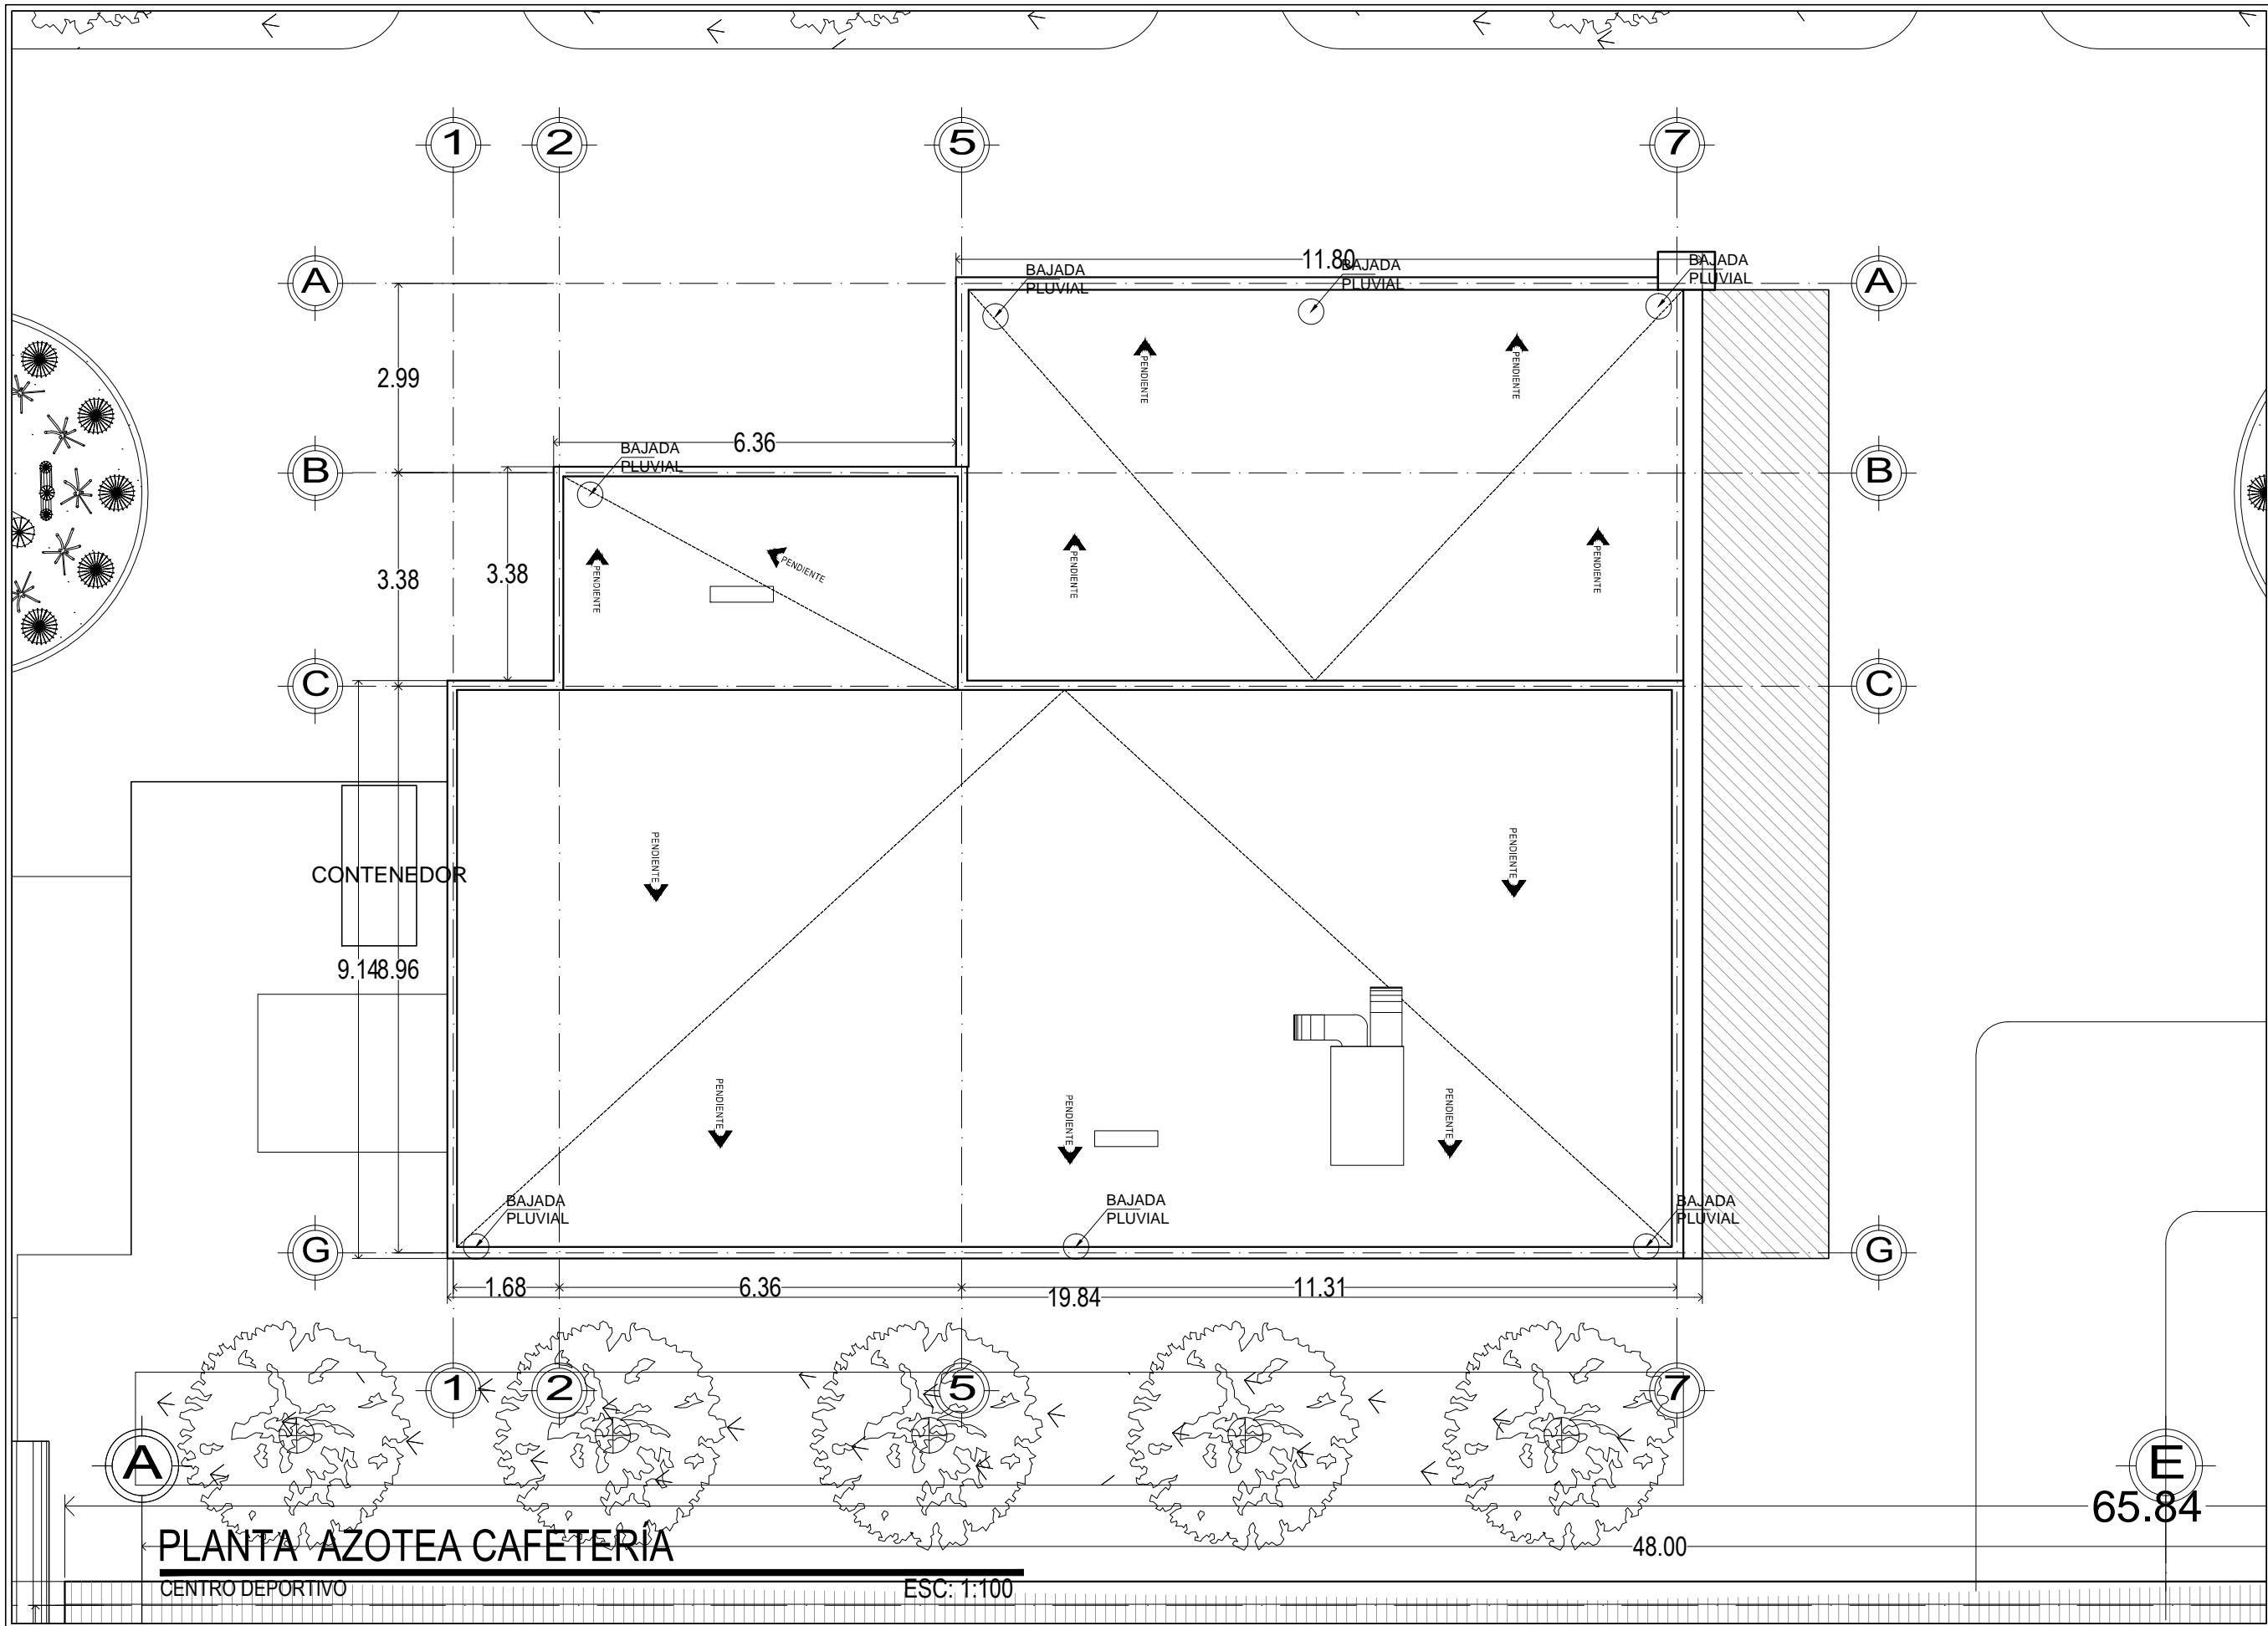 1 2 5 7
11.80
BAJADA
PLUVIAL
BAJADA
PLUVIAL
BAJADA
PLUVIAL
A A
PENDIENTE
PENDIENTE
2.99
6.36
BAJADA
PLUVIAL
B B
PENDIENTE
PENDIENTE
PENDIENTE
PENDIENTE
3.38
3.38
C C
PENDIENTE
PENDIENTE
CONTENEDOR
9.14
8.96
PENDIENTE
PENDIENTE
PENDIENTE
BAJADA
PLUVIAL
BAJADA
PLUVIAL
BAJADA
PLUVIAL
G G
1.68
6.36
11.31
19.84
1 2 5 7
A E
65.84
48.00
PLANTA AZOTEA CAFETERÍA
CENTRO DEPORTIVO
ESC: 1:100